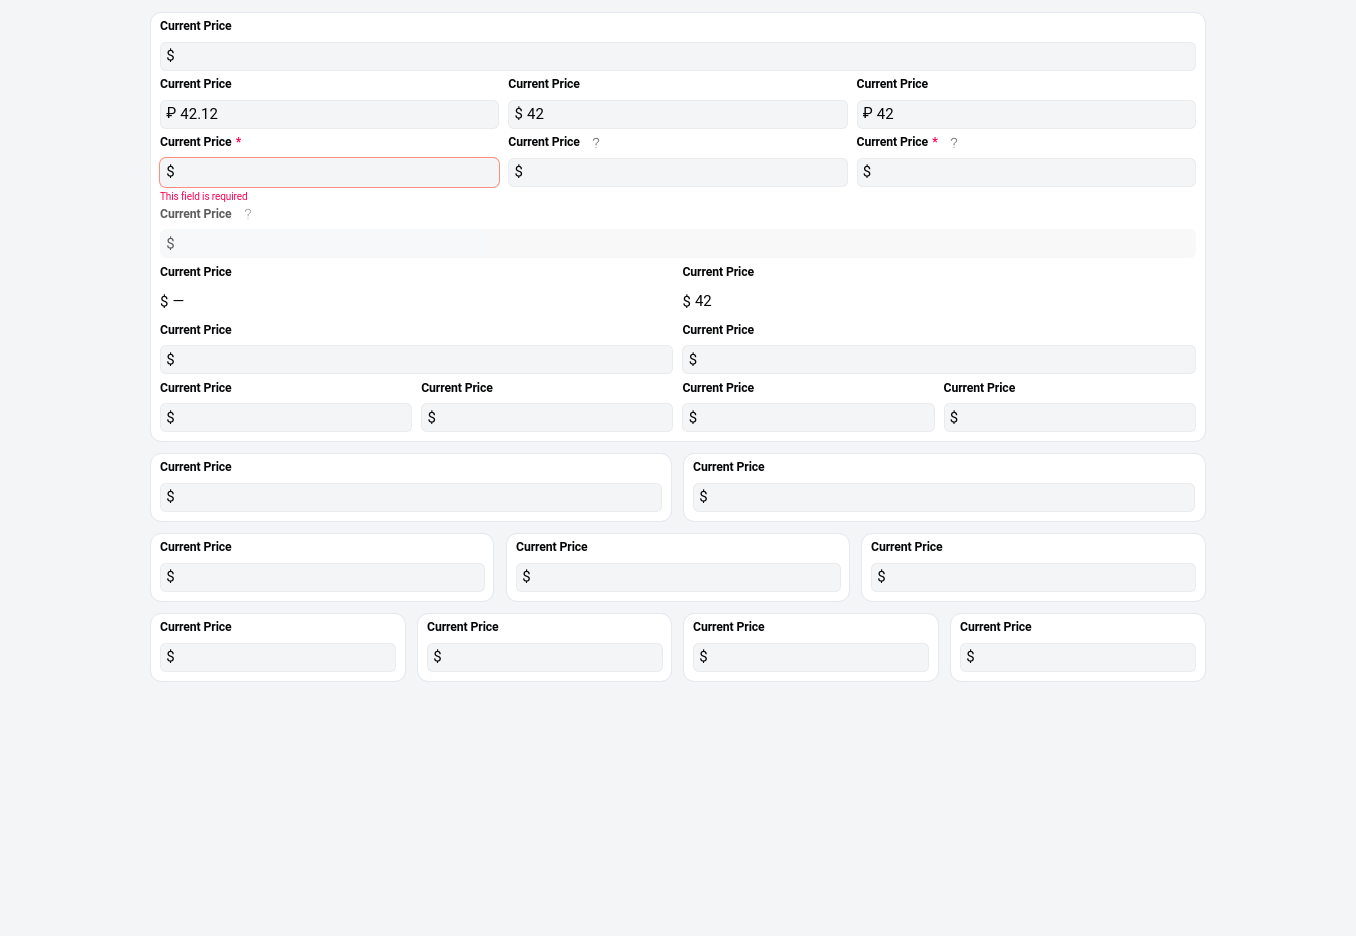 Current Price
$
Current Price Current Price Current Price
₽ 42.12 $ 42 ₽ 42
Current Price * Current Price ? Current Price * ?
$ $ $
This field is required
Current Price ?
$
Current Price Current Price
$ — $ 42
Current Price Current Price
$ $
Current Price Current Price Current Price Current Price
$ $ $ $
Current Price Current Price
$ $
Current Price Current Price Current Price
$ $ $
Current Price Current Price Current Price Current Price
$ $ $ $